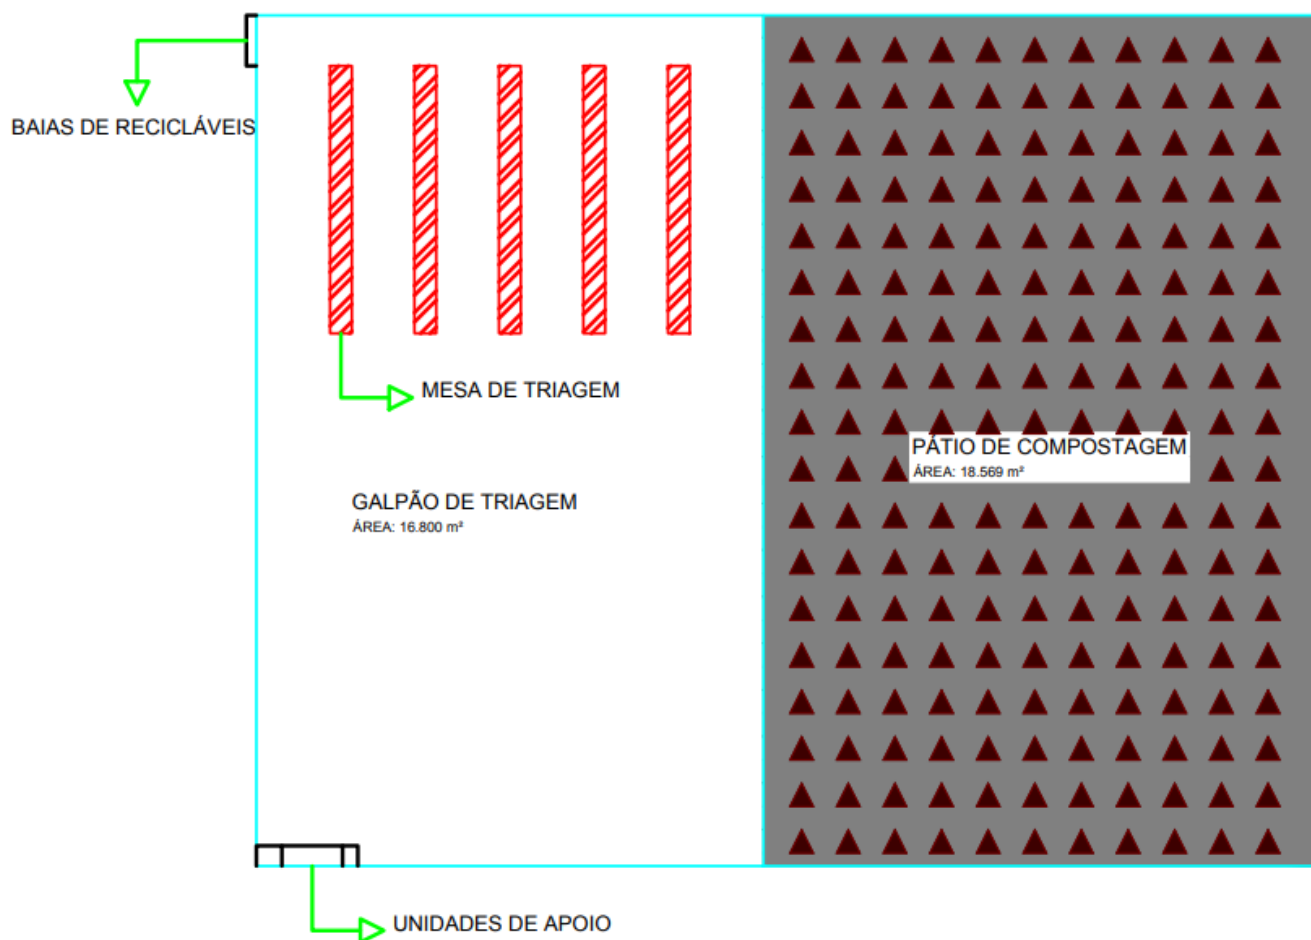 BAIAS DE RECICLÁVEIS
MESA DE TRIAGEM
PÁTIO DE COMPOSTAGEM
ÁREA: 18.569 m²
GALPÃO DE TRIAGEM
ÁREA: 16.800 m²
UNIDADES DE APOIO